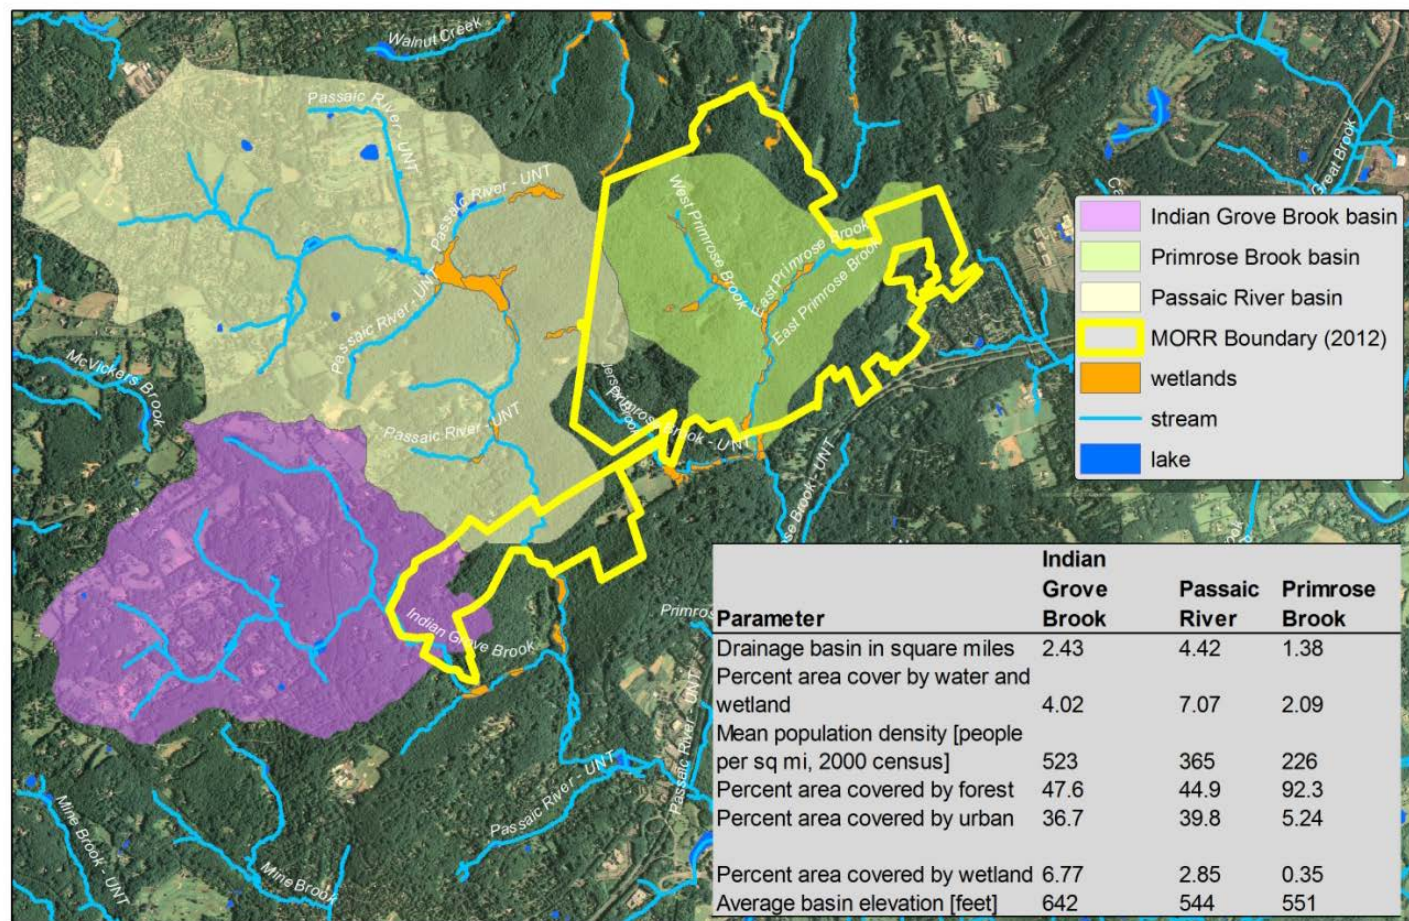 Walnut Creek
Passaic River - UNT
Passaic River - UNT
Passaic River - UNT
Passaic River - UNT
McVickers Brook
West Primrose Brook
East Primrose Brook
East Primrose Brook
Primrose Brook - UNT
Great Brook
Indian Grove Brook
Passaic River - UNT
Passaic River - UNT
Mine Brook - UNT
Mine Brook
Indian Grove Brook basin
Primrose Brook basin
Passaic River basin
MORR Boundary (2012)
wetlands
stream
lake
Indian
Grove Passaic Primrose
Parameter Brook River Brook
Drainage basin in square miles 2.43 4.42 1.38
Percent area cover by water and
wetland 4.02 7.07 2.09
Mean population density [people
per sq mi, 2000 census] 523 365 226
Percent area covered by forest 47.6 44.9 92.3
Percent area covered by urban 36.7 39.8 5.24
Percent area covered by wetland 6.77 2.85 0.35
Average basin elevation [feet] 642 544 551